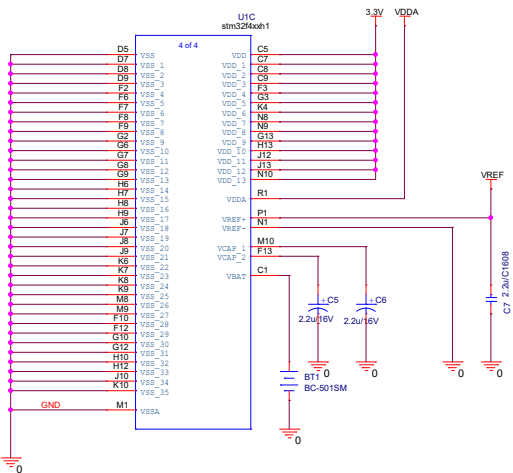 U1C
stm32f4xxh1
3.3V VDDA
4 of 4
D5 VSS VDD C5
D7 VSS_1 VDD_1 C7
D8 VSS_2 VDD_2 C8
D9 VSS_3 VDD_3 C9
F2 VSS_4 VDD_4 F3
F6 VSS_5 VDD_5 G3
F7 VSS_6 VDD_6 K4
F8 VSS_7 VDD_7 N8
F9 VSS_8 VDD_8 N9
G2 VSS_9 VDD_9 G13
G6 VSS_10 VDD_10 H13
G7 VSS_11 VDD_11 J12
G8 VSS_12 VDD_12 J13
G9 VSS_13 VDD_13 N10
H6 VSS_14
H7 VSS_15 VDDA R1
H8 VSS_16
H9 VSS_17 VREF+ P1
J6 VSS_18 VREF- N1
J7 VSS_19
J8 VSS_20 VCAP_1 M10
J9 VSS_21 VCAP_2 F13
K6 VSS_22
K7 VSS_23 VBAT C1
K8 VSS_24
K9 VSS_25
M8 VSS_26
M9 VSS_27
F10 VSS_28
F12 VSS_29
G10 VSS_30
G12 VSS_31
H10 VSS_32
H12 VSS_33
J10 VSS_34
K10 VSS_35
GND M1 VSSA
VREF
C7 2.2u/C1608
+ C5
2.2u/16V
+ C6
2.2u/16V
BT1
BC-501SM
0
0
0
0
0
0